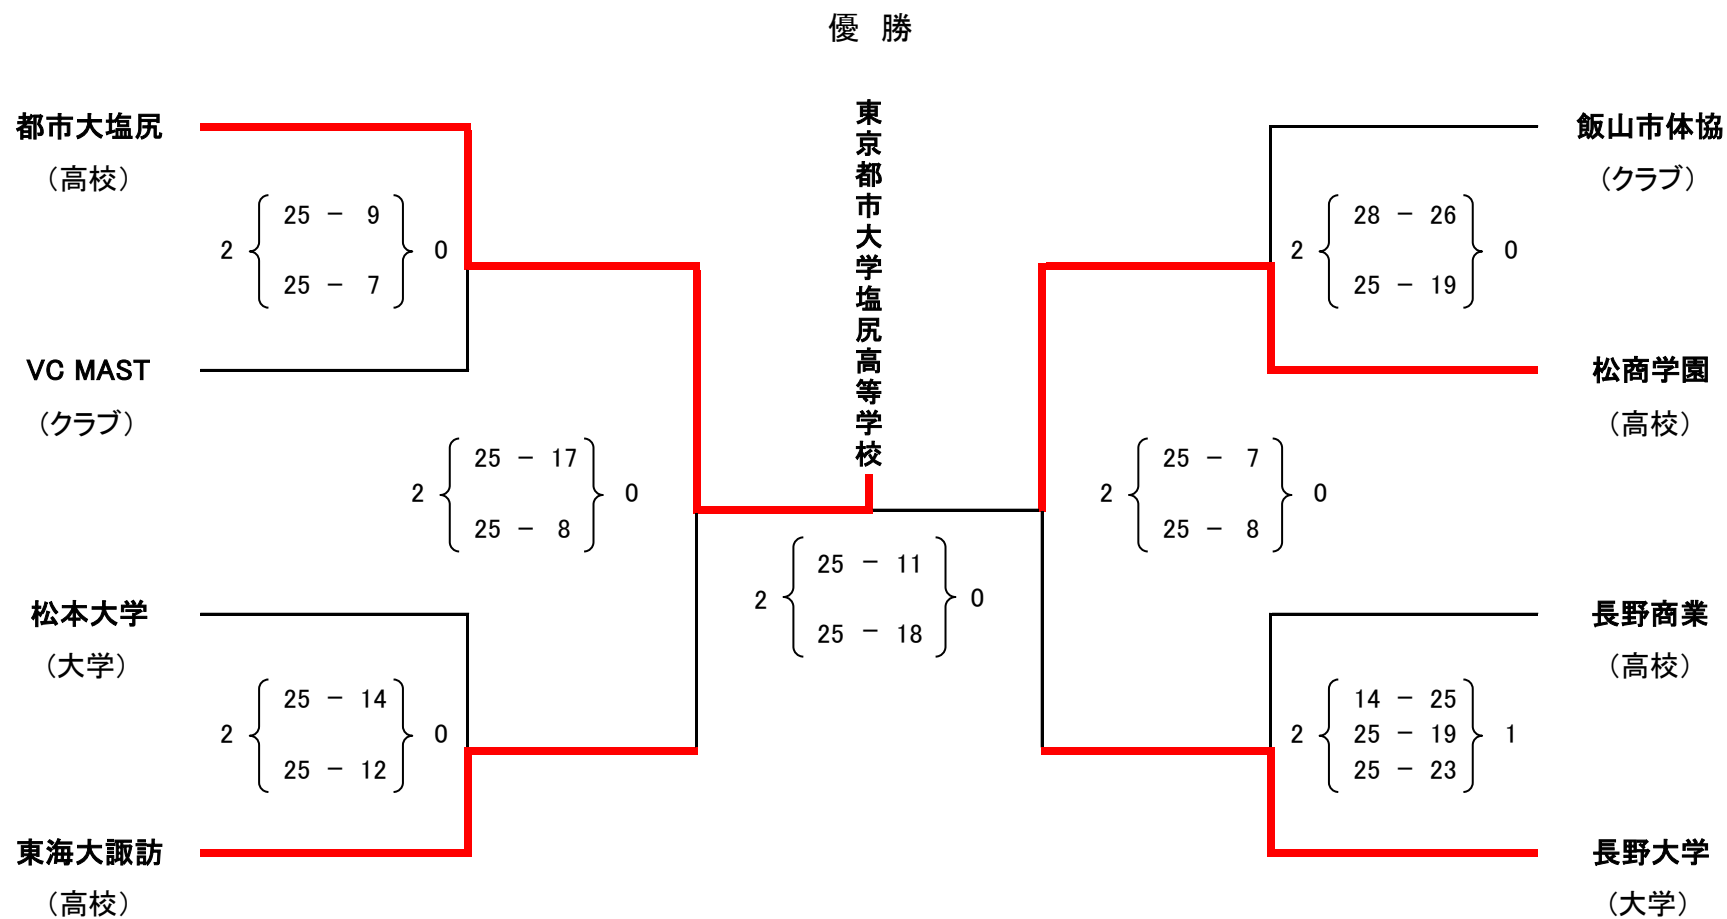 優 勝
東京都市大学塩尻高等学校
都市大塩尻
（高校）
2 25 － 9 0
25 － 7
VC MAST
（クラブ）
2 25 － 17 0
25 － 8
松本大学
（大学）
2 25 － 14 0
25 － 12
東海大諏訪
（高校）
2 25 － 11 0
25 － 18
飯山市体協
（クラブ）
2 28 － 26 0
25 － 19
松商学園
（高校）
2 25 － 7 0
25 － 8
長野商業
（高校）
14 － 25
2 25 － 19 1
25 － 23
長野大学
（大学）